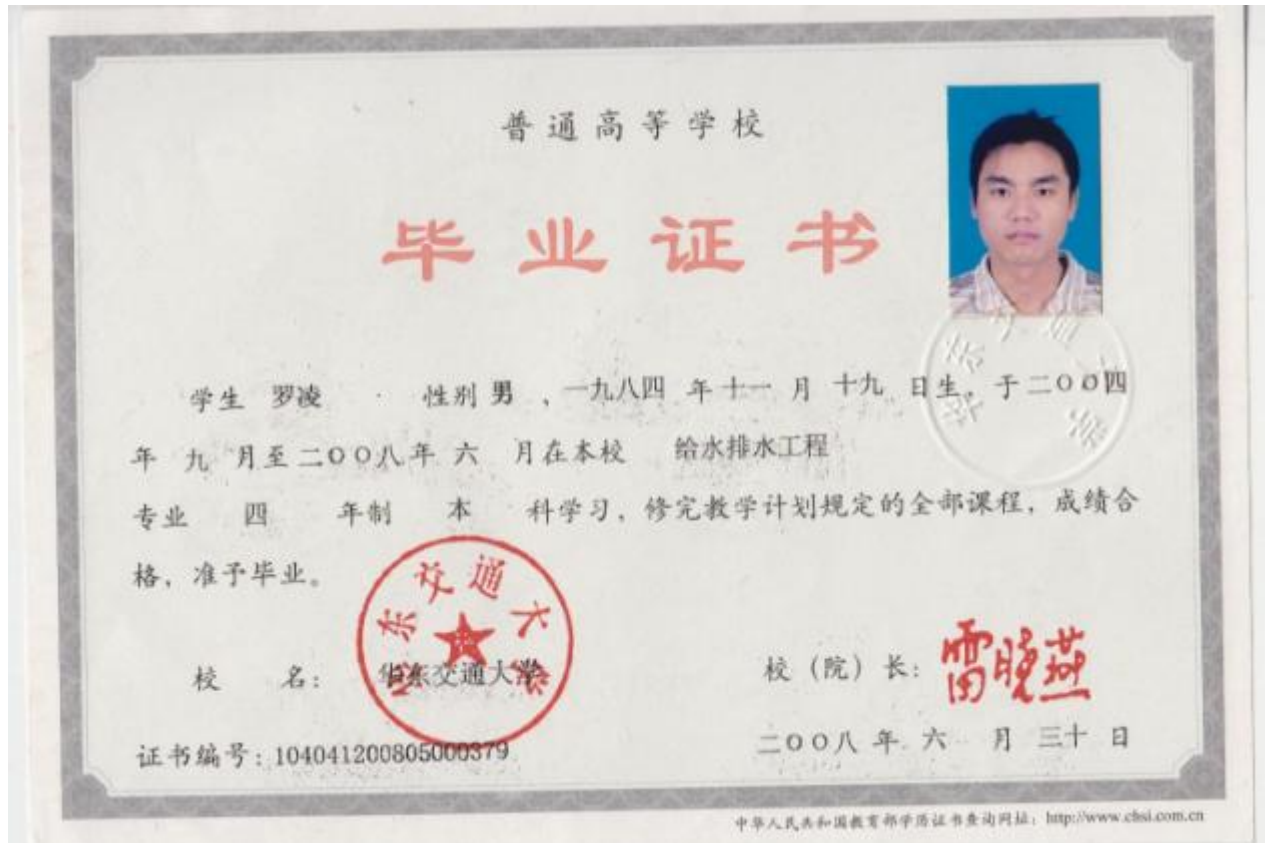 普通高等学校
毕业证书
学生 罗凌 性别 男 、一九八四 年 十一 月 十九 日生, 于二〇〇四
年 九 月至二〇〇八年 六 月在本校 给水排水工程
专业 四 年制 本 科学习, 修完教学计划规定的全部课程, 成绩合
格, 准予毕业。
华东交通大学
校 名: 华东交通大学
校 (院) 长: 雷晓燕
证书编号: 104041200805000379
二〇〇八 年 六 月 三十 日
中华人民共和国教育部学历证书查询网址: http://www.chsi.com.cn